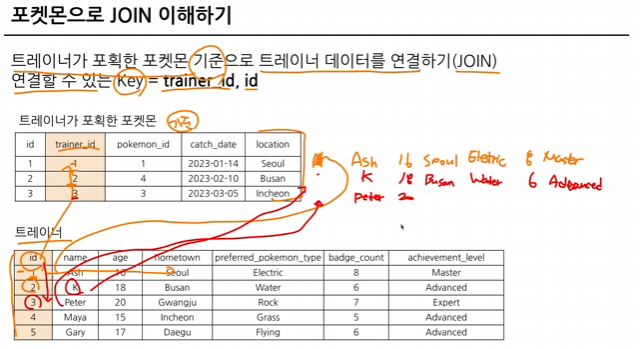 포켓몬으로 JOIN 이해하기
트레이너가 포획한 포켓몬 기준으로 트레이너 데이터를 연결하기(JOIN)
연결할 수 있는 Key = trainer_id, id
트레이너가 포획한 포켓몬 기준
id trainer_id pokemon_id catch_date location
1 1 1 2023-01-14 Seoul
2 2 4 2023-02-10 Busan
3 3 3 2023-03-05 Incheon
Ash 16 Seoul Eletric 8 Master
K 18 Busan Water 6 Advanced
Peter 2
트레이너
id name age hometown preferred_pokemon_type badge_count achievement_level
1 Ash 16 Seoul Electric 8 Master
2 K 18 Busan Water 6 Advanced
3 Peter 20 Gwangju Rock 7 Expert
4 Maya 15 Incheon Grass 5 Advanced
5 Gary 17 Daegu Flying 6 Advanced